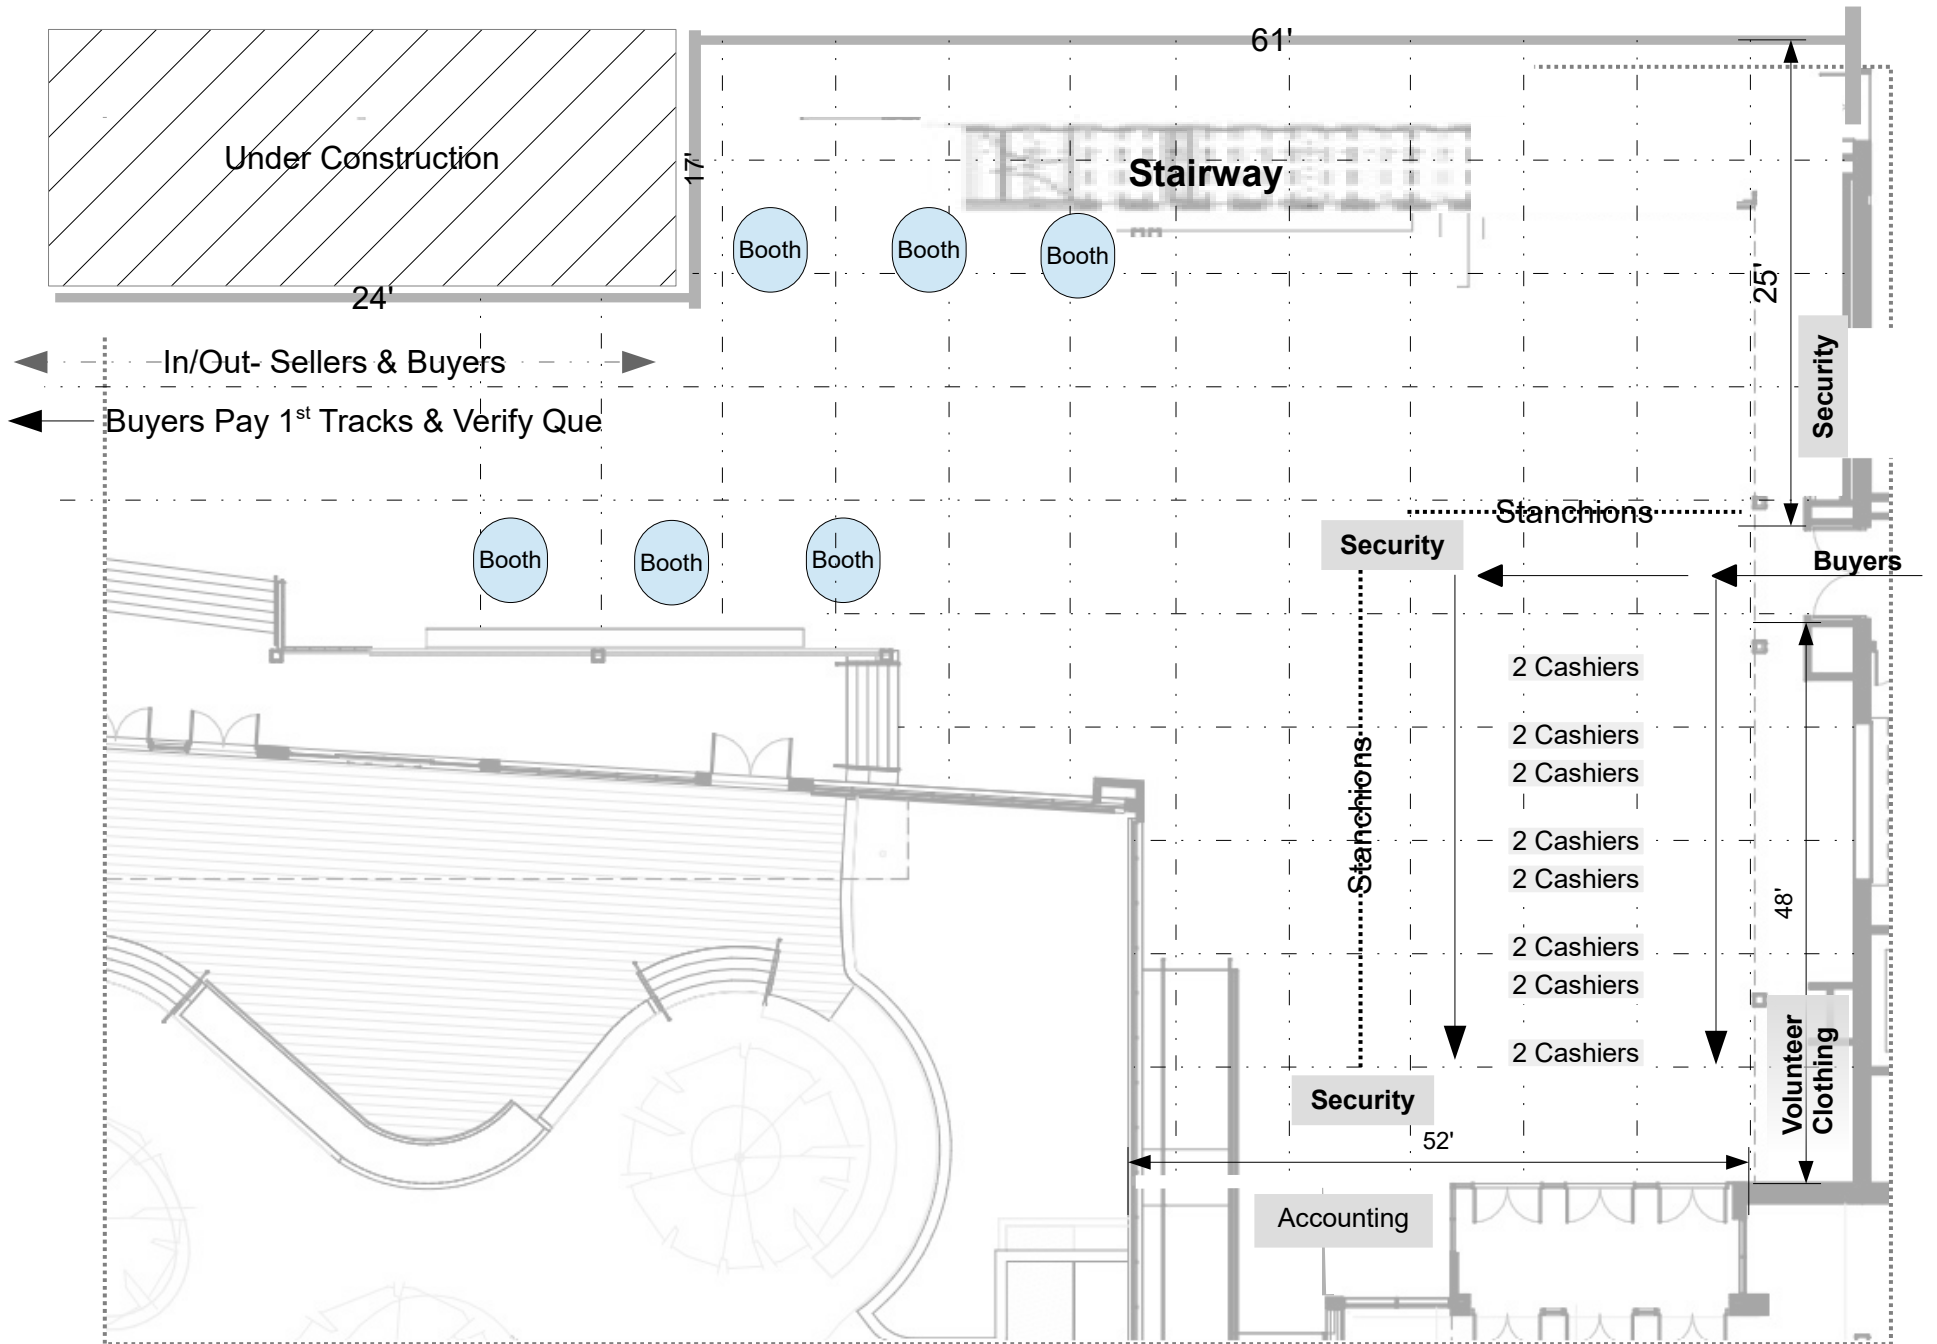 61'
Under Construction
17'
Stairway
Booth
Booth
Booth
25'
24'
In/Out- Sellers & Buyers
Security
Buyers Pay 1st Tracks & Verify Que
Stanchions
Security
Booth
Booth
Booth
Buyers
2 Cashiers
2 Cashiers
2 Cashiers
Stanchions
2 Cashiers
2 Cashiers
48'
2 Cashiers
2 Cashiers
2 Cashiers
Volunteer
Clothing
Security
52'
Accounting